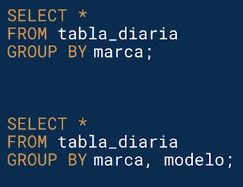 SELECT *
FROM tabla_diaria
GROUP BY marca;
SELECT *
FROM tabla_diaria
GROUP BY marca, modelo;